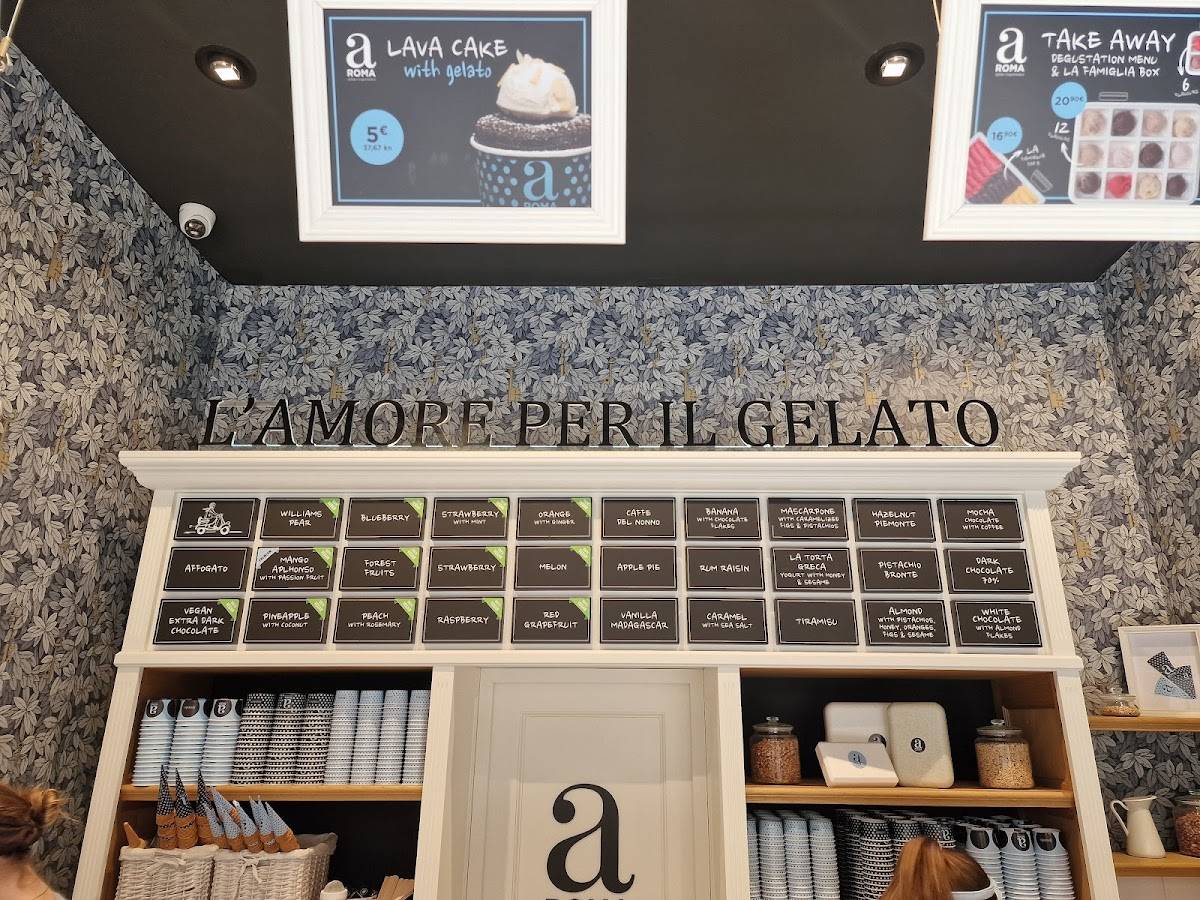 a
ROMA
LAVA CAKE
with gelato
5€
37,67 kn
a
ROMA
a
ROMA
TAKE AWAY
DEGUSTATION MENU
& LA FAMIGLIA BOX
6
20,90€
12
16,90€
LA
L'AMORE PER IL GELATO
WILLIAMS
PEAR
BLUEBERRY
STRAWBERRY
WITH MINT
ORANGE
WITH GINGER
CAFFE
DEL NONNO
BANANA
WITH CHOCOLATE
FLAKES
MASCARPONE
WITH CARAMELIZED
FIGS & PISTACHIOS
HAZELNUT
PIEMONTE
MOCHA
CHOCOLATE
WITH COFFEE
AFFOGATO
MANGO
APLHONSO
WITH PASSION FRUIT
FOREST
FRUITS
STRAWBERRY
MELON
APPLE PIE
RUM RAISIN
LA TORTA
GRECA
YOGURT WITH HONEY
& SESAME
PISTACHIO
BRONTE
DARK
CHOCOLATE
70%
VEGAN
EXTRA DARK
CHOCOLATE
PINEAPPLE
WITH COCONUT
PEACH
WITH ROSEMARY
RASPBERRY
RED
GRAPEFRUIT
VANILLA
MADAGASCAR
CARAMEL
WITH SEA SALT
TIRAMISU
ALMOND
WITH PISTACHIOS,
HONEY, ORANGES,
FIGS & SESAME
WHITE
CHOCOLATE
WITH ALMOND
FLAKES
a
a
a
ROMA